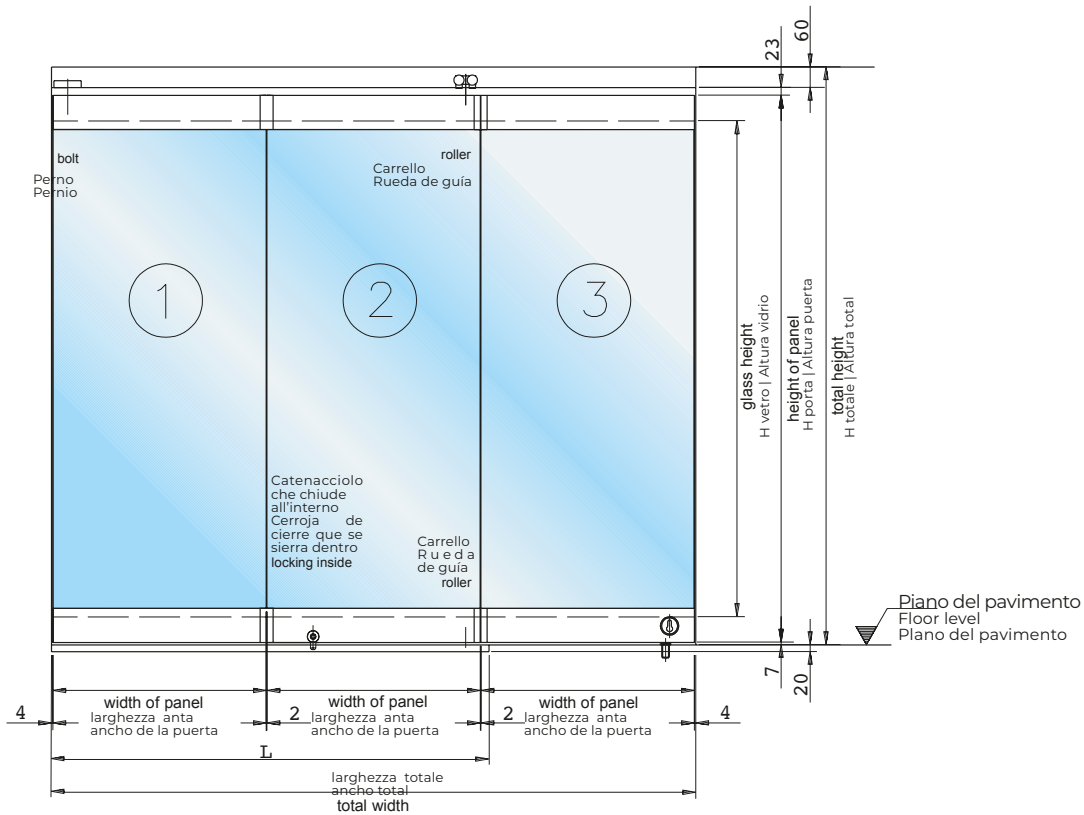 23
60
bolt
Perno
Pernio
roller
Carrello
Rueda de guía
1
2
3
glass height
H vetro | Altura vidrio
height of panel
H porta | Altura puerta
total height
H totale | Altura total
Catenacciolo
che chiude
all'interno
Cerroja de
cierre que se
sierra dentro
locking inside
Carrello
Rueda
de guía
roller
Piano del pavimento
Floor level
Plano del pavimento
7
20
4
width of panel
larghezza anta
ancho de la puerta
2
width of panel
larghezza anta
ancho de la puerta
2
width of panel
larghezza anta
ancho de la puerta
4
L
larghezza totale
ancho total
total width